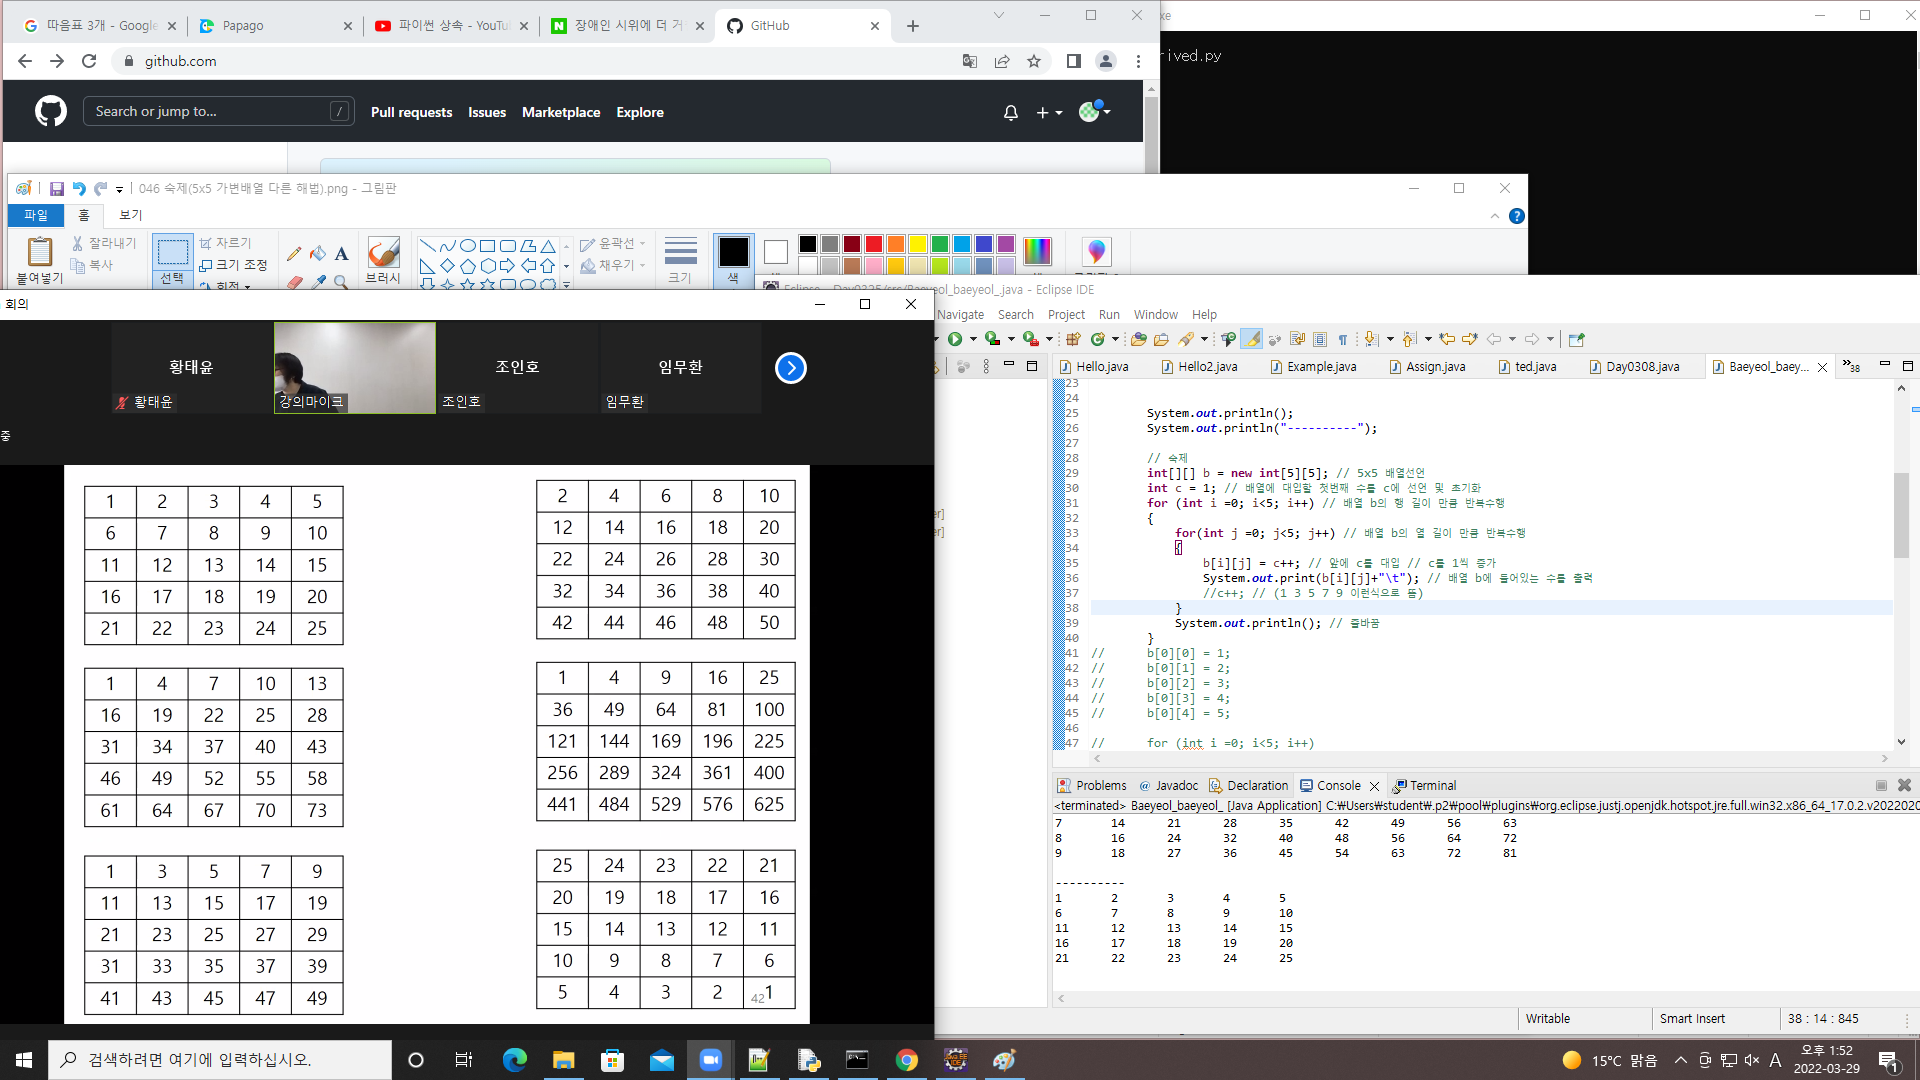 따옴표 3개 - Google
Papago
파이썬 상속 - YouTu
장애인 시위에 더 거
GitHub
github.com
rived.py
Search or jump to...
/
Pull requests
Issues
Marketplace
Explore
046 숙제(5x5 가변배열 다른 해법).png - 그림판
파일
홈
보기
붙여넣기
잘라내기
복사
선택
자르기
크기 조정
회전
브러시
윤곽선
채우기
크기
색
Eclipse - Day0325/src/Baeyeol_baeyeol_.java - Eclipse IDE
회의
황태윤
조인호
임무환
황태윤
강의마이크
조인호
임무환
중
Navigate
Search
Project
Run
Window
Help
Hello.java
Hello2.java
Example.java
Assign.java
ted.java
Day0308.java
Baeyeol_baey...
38
1 2 3 4 5
6 7 8 9 10
11 12 13 14 15
16 17 18 19 20
21 22 23 24 25
2 4 6 8 10
12 14 16 18 20
22 24 26 28 30
32 34 36 38 40
42 44 46 48 50
1 4 7 10 13
16 19 22 25 28
31 34 37 40 43
46 49 52 55 58
61 64 67 70 73
1 4 9 16 25
36 49 64 81 100
121 144 169 196 225
256 289 324 361 400
441 484 529 576 625
1 3 5 7 9
11 13 15 17 19
21 23 25 27 29
31 33 35 37 39
41 43 45 47 49
25 24 23 22 21
20 19 18 17 16
15 14 13 12 11
10 9 8 7 6
5 4 3 2 1
42
er]
er]
23
24
25 System.out.println();
26 System.out.println("----------");
27
28 // 숙제
29 int[][] b = new int[5][5]; // 5x5 배열선언
30 int c = 1; // 배열에 대입할 첫번째 수를 c에 선언 및 초기화
31 for (int i =0; i<5; i++) // 배열 b의 행 길이 만큼 반복수행
32 {
33 for(int j =0; j<5; j++) // 배열 b의 열 길이 만큼 반복수행
34 {
35 b[i][j] = c++; // 앞에 c를 대입 // c를 1씩 증가
36 System.out.print(b[i][j]+"\t"); // 배열 b에 들어있는 수를 출력
37 //c++; // (1 3 5 7 9 이런식으로 뜸)
38 }
39 System.out.println(); // 줄바꿈
40 }
41 // b[0][0] = 1;
42 // b[0][1] = 2;
43 // b[0][2] = 3;
44 // b[0][3] = 4;
45 // b[0][4] = 5;
46
47 // for (int i =0; i<5; i++)
Problems
Javadoc
Declaration
Console
Terminal
<terminated> Baeyeol_baeyeol_ [Java Application] C:₩Users₩student₩.p2₩pool₩plugins₩org.eclipse.justj.openjdk.hotspot.jre.full.win32.x86_64_17.0.2.v2022020
7 14 21 28 35 42 49 56 63
8 16 24 32 40 48 56 64 72
9 18 27 36 45 54 63 72 81
----------
1 2 3 4 5
6 7 8 9 10
11 12 13 14 15
16 17 18 19 20
21 22 23 24 25
Writable
Smart Insert
38 : 14 : 845
검색하려면 여기에 입력하십시오.
15°C 맑음
A
오후 1:52
2022-03-29
1